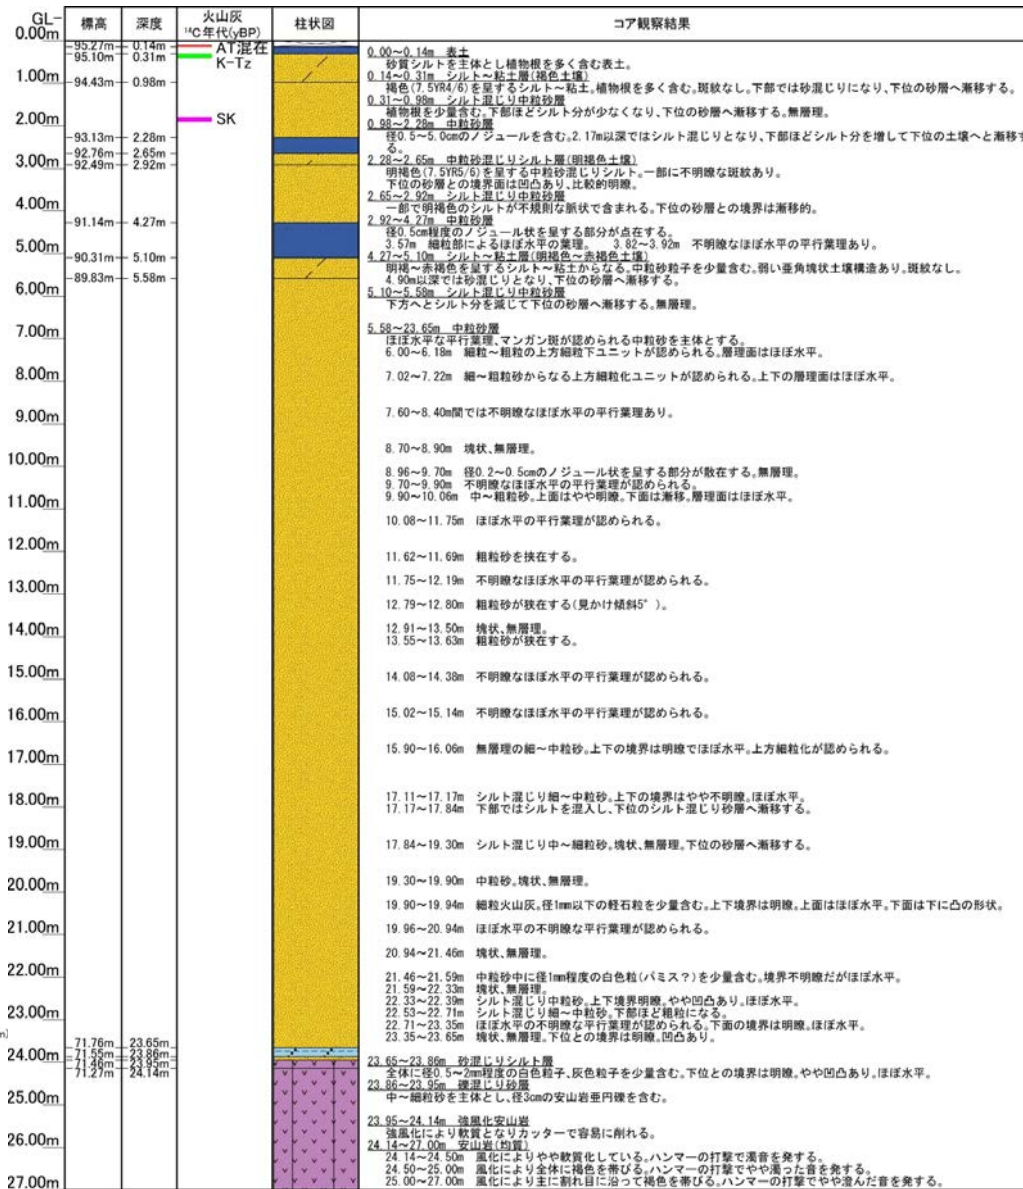 GL-
0.00m
標高
深度
火山灰
¹⁴C年代(yBP)
柱状図
コア観察結果
95.27m 0.14m AT混在
95.10m 0.31m K-Tz
1.00m
94.43m 0.98m
2.00m
SK
93.13m 2.28m
92.76m 2.65m
3.00m
92.49m 2.92m
4.00m
91.14m 4.27m
5.00m
90.31m 5.10m
89.83m 5.58m
6.00m
7.00m
8.00m
9.00m
10.00m
11.00m
12.00m
13.00m
14.00m
15.00m
16.00m
17.00m
18.00m
19.00m
20.00m
21.00m
22.00m
23.00m
71.76m 23.65m
24.00m
71.55m 23.86m
71.46m 23.95m
71.27m 24.14m
25.00m
26.00m
27.00m
0.00～0.14m 表土
砂質シルトを主体とし植物根を多く含む表土。
0.14～0.31m シルト～粘土層(褐色土壌)
褐色(7.5YR4/6)を呈するシルト～粘土。植物根を多く含む。斑紋なし。下部では砂混じりになり、下位の砂層へ漸移する。
0.31～0.98m シルト混じり中粒砂層
植物根を少量含む。下部ほどシルト分が少なくなり、下位の砂層へ漸移する。無層理。
0.98～2.28m 中粒砂層
径0.5～5.0cmのノジュールを含む。2.17m以深ではシルト混じりとなり、下部ほどシルト分を増して下位の土壌へと漸移す
る。
2.28～2.65m 中粒砂混じりシルト層(明褐色土壌)
明褐色(7.5YR5/6)を呈する中粒砂混じりシルト。一部に不明瞭な斑紋あり。
下位の砂層との境界面は凹凸あり、比較的明瞭。
2.65～2.92m シルト混じり中粒砂層
一部で明褐色のシルトが不規則な脈状で含まれる。下位の砂層との境界は漸移的。
2.92～4.27m 中粒砂層
径0.5cm程度のノジュール状を呈する部分が点在する。
3.57m 細粒部によるほぼ水平の葉理。 3.82～3.92m 不明瞭なほぼ水平の平行葉理あり。
4.27～5.10m シルト～粘土層(明褐色～赤褐色土壌)
明褐～赤褐色を呈するシルト～粘土からなる。中粒砂粒子を少量含む。弱い亜角塊状土壌構造あり。斑紋なし。
4.90m以深では砂混じりとなり、下位の砂層へ漸移する。
5.10～5.58m シルト混じり中粒砂層
下方へとシルト分を減じて下位の砂層へ漸移する。無層理。
5.58～23.65m 中粒砂層
ほぼ水平な平行葉理、マンガン斑が認められる中粒砂を主体とする。
6.00～6.18m 細粒～粗粒の上方細粒下ユニットが認められる。層理面はほぼ水平。
7.02～7.22m 細～粗粒砂からなる上方細粒化ユニットが認められる。上下の層理面はほぼ水平。
7.60～8.40m間では不明瞭なほぼ水平の平行葉理あり。
8.70～8.90m 塊状、無層理。
8.96～9.70m 径0.2～0.5cmのノジュール状を呈する部分が散在する。無層理。
9.70～9.90m 不明瞭なほぼ水平の平行葉理が認められる。
9.90～10.06m 中～粗粒砂。上面はやや明瞭。下面は漸移。層理面はほぼ水平。
10.08～11.75m ほぼ水平の平行葉理が認められる。
11.62～11.69m 粗粒砂を挟在する。
11.75～12.19m 不明瞭なほぼ水平の平行葉理が認められる。
12.79～12.80m 粗粒砂が狭在する(見かけ傾斜5°)。
12.91～13.50m 塊状、無層理。
13.55～13.63m 粗粒砂が狭在する。
14.08～14.38m 不明瞭なほぼ水平の平行葉理が認められる。
15.02～15.14m 不明瞭なほぼ水平の平行葉理が認められる。
15.90～16.06m 無層理の細～中粒砂。上下の境界は明瞭でほぼ水平。上方細粒化が認められる。
17.11～17.17m シルト混じり細～中粒砂。上下の境界はやや不明瞭。ほぼ水平。
17.17～17.84m 下部ではシルトを混入し、下位のシルト混じり砂層へ漸移する。
17.84～19.30m シルト混じり中～細粒砂。塊状、無層理。下位の砂層へ漸移する。
19.30～19.90m 中粒砂。塊状、無層理。
19.90～19.94m 細粒火山灰。径1mm以下の軽石粒を少量含む。上下境界は明瞭。上面はほぼ水平。下面は下に凸の形状。
19.96～20.94m ほぼ水平の不明瞭な平行葉理が認められる。
20.94～21.46m 塊状、無層理。
21.46～21.59m 中粒砂中に径1mm程度の白色粒(パミス?)を少量含む。境界不明瞭だがほぼ水平。
21.59～22.33m 塊状、無層理。
22.33～22.39m シルト混じり中粒砂。上下境界明瞭。やや凹凸あり。ほぼ水平。
22.53～22.71m シルト混じり細～中粒砂。下部ほど粗粒になる。
22.71～23.35m ほぼ水平の不明瞭な平行葉理が認められる。下面の境界は明瞭。ほぼ水平。
23.35～23.65m 塊状、無層理。下位との境界は明瞭。凹凸あり。
23.65～23.86m 砂混じりシルト層
全体に径0.5～2mm程度の白色粒子、灰色粒子を少量含む。下位との境界は明瞭。やや凹凸あり。ほぼ水平。
23.86～23.95m 礫混じり砂層
中～細粒砂を主体とし、径3cmの安山岩亜円礫を含む。
23.95～24.14m 強風化安山岩
強風化により軟質となりカッターで容易に削れる。
24.14～27.00m 安山岩(均質)
24.14～24.50m 風化によりやや軟質化している。ハンマーの打撃で濁音を発する。
24.50～25.00m 風化により全体に褐色を帯びる。ハンマーの打撃でやや濁った音を発する。
25.00～27.00m 風化により主に割れ目に沿って褐色を帯びる。ハンマーの打撃でやや澄んだ音を発する。